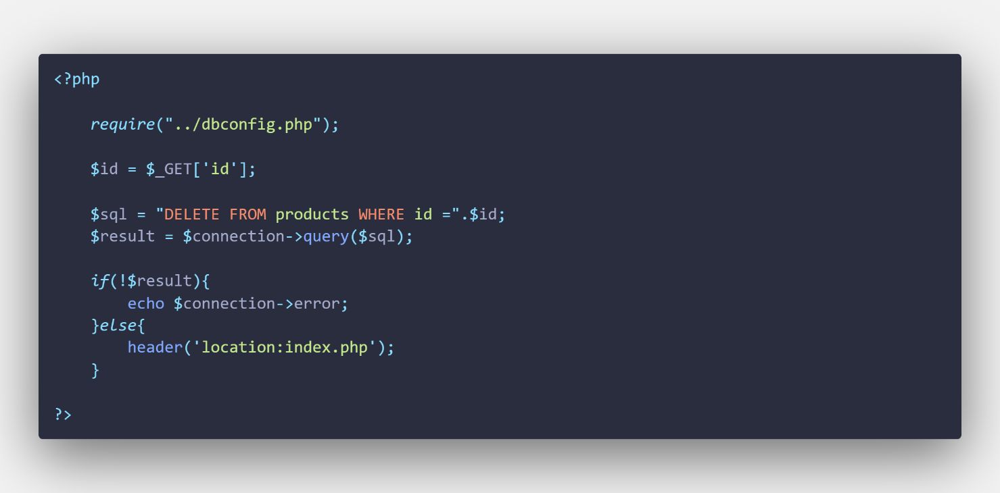 <?php
require("../dbconfig.php");
$id = $_GET['id'];
$sql = "DELETE FROM products WHERE id =".$id;
$result = $connection->query($sql);
if(!$result){
echo $connection->error;
}else{
header('location:index.php');
}
?>